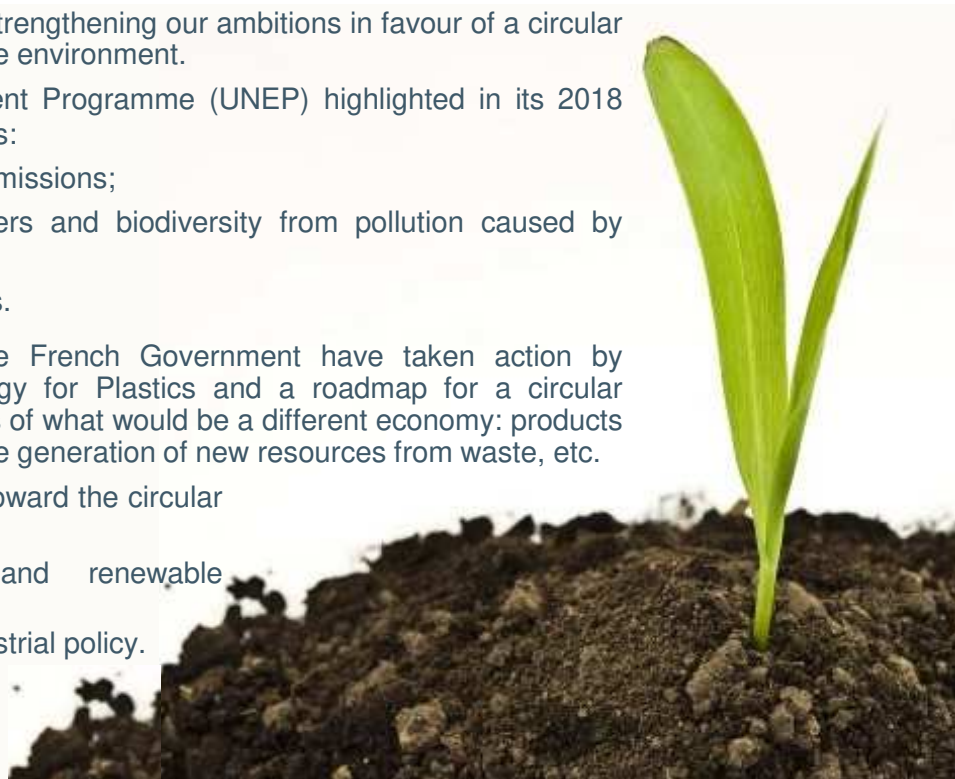 trengthening our ambitions in favour of a circular
e environment.
ent Programme (UNEP) highlighted in its 2018
s:
missions;
ers and biodiversity from pollution caused by
s.
e French Government have taken action by
gy for Plastics and a roadmap for a circular
s of what would be a different economy: products
e generation of new resources from waste, etc.
oward the circular
and renewable
strial policy.